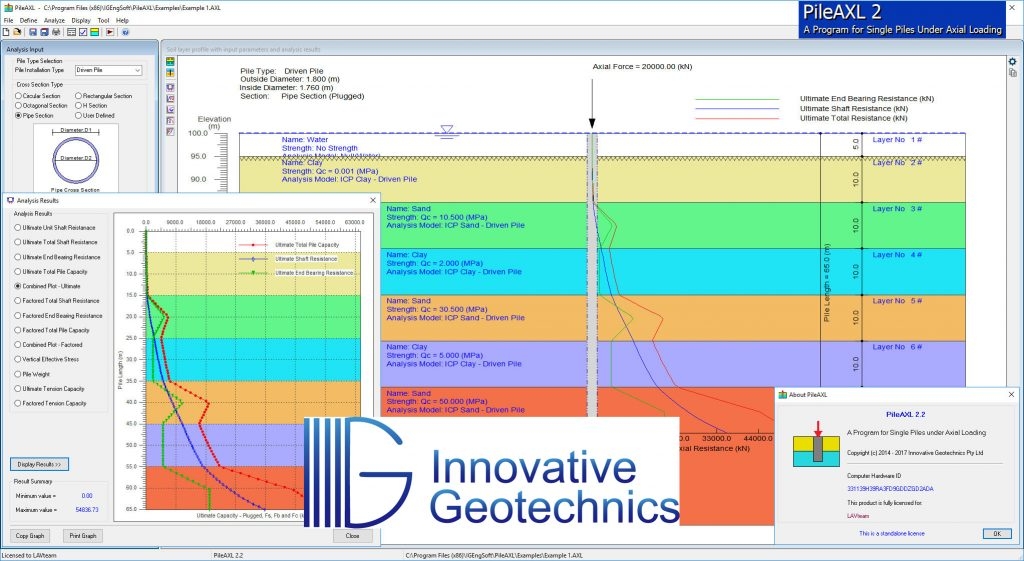 PileAXL - C:\Program Files (x86)\IGEngSoft\PileAXL\Examples\Example 1.AXL
File Define Analyze Display Tool Help
PileAXL 2
A Program for Single Piles Under Axial Loading
Analysis Input
Pile Type Selection
Pile Installation Type Driven Pile
Cross Section Type
Circular Section Rectangular Section
Octagonal Section H Section
Pipe Section User Defined
Diameter,D1
Diameter,D2
Pipe Cross Section
Soil layer profile with input parameters and analysis results
Pile Type: Driven Pile
Outside Diameter: 1.800 (m)
Inside Diameter: 1.760 (m)
Section: Pipe Section (Plugged)
Axial Force = 20000.00 (kN)
Ultimate End Bearing Resistance (kN)
Ultimate Shaft Resistance (kN)
Ultimate Total Resistance (kN)
Elevation
(m)
100.0
95.0
90.0
Name: Water
Strength: No Strength
Analysis Model: Null(Water)
5.0
Layer No 1 #
Name: Clay
Strength: Qc = 0.001 (MPa)
Analysis Model: ICP Clay - Driven Pile
10.0
Layer No 2 #
Name: Sand
Strength: Qc = 10.500 (MPa)
Analysis Model: ICP Sand - Driven Pile
10.0
Layer No 3 #
Name: Clay
Strength: Qc = 2.000 (MPa)
Analysis Model: ICP Clay - Driven Pile
10.0
Layer No 4 #
Name: Sand
Strength: Qc = 30.500 (MPa)
Analysis Model: ICP Sand - Driven Pile
10.0
Layer No 5 #
Name: Clay
Strength: Qc = 5.000 (MPa)
Analysis Model: ICP Clay - Driven Pile
10.0
Layer No 6 #
Name: Sand
Strength: Qc = 50.000 (MPa)
Analysis Model: ICP Sand - Driven Pile
Pile Length = 65.0 (m)
33000.0 44000.0
Axial Resistance (kN)
Analysis Results
Analysis Results
Ultimate Unit Shaft Resistance
Ultimate Total Shaft Resistance
Ultimate End Bearing Resistance
Ultimate Total Pile Capacity
Combined Plot - Ultimate
Factored Total Shaft Resistance
Factored End Bearing Resistance
Factored Total Pile Capacity
Combined Plot - Factored
Vertical Effective Stress
Pile Weight
Ultimate Tension Capacity
Factored Tension Capacity
Display Results >>
Result Summary
Minimum value = 0.00
Maximum value = 54836.73
Copy Graph Print Graph Close
0.0 9000.0 18000.0 27000.0 36000.0 45000.0 54000.0 63000.0
Ultimate Total Pile Capacity
Ultimate Shaft Resistance
Ultimate End Bearing Resistance
0.0
5.0
10.0
15.0
20.0
25.0
30.0
35.0
40.0
45.0
50.0
55.0
60.0
65.0
Pile Length (m)
Ultimate Capacity - Plugged, Fs, Fb and Fc (k
Innovative
Geotechnics
About PileAXL
PileAXL 2.2
A Program for Single Piles under Axial Loading
Copyright (c) 2014 - 2017 Innovative Geotechnics Pty Ltd
Computer Hardware ID
This product is fully licensed for:
LAVteam
This is a standalone licence
OK
Licensed to LAVteam PileAXL 2.2 C:\Program Files (x86)\IGEngSoft\PileAXL\Examples\Example 1.AXL